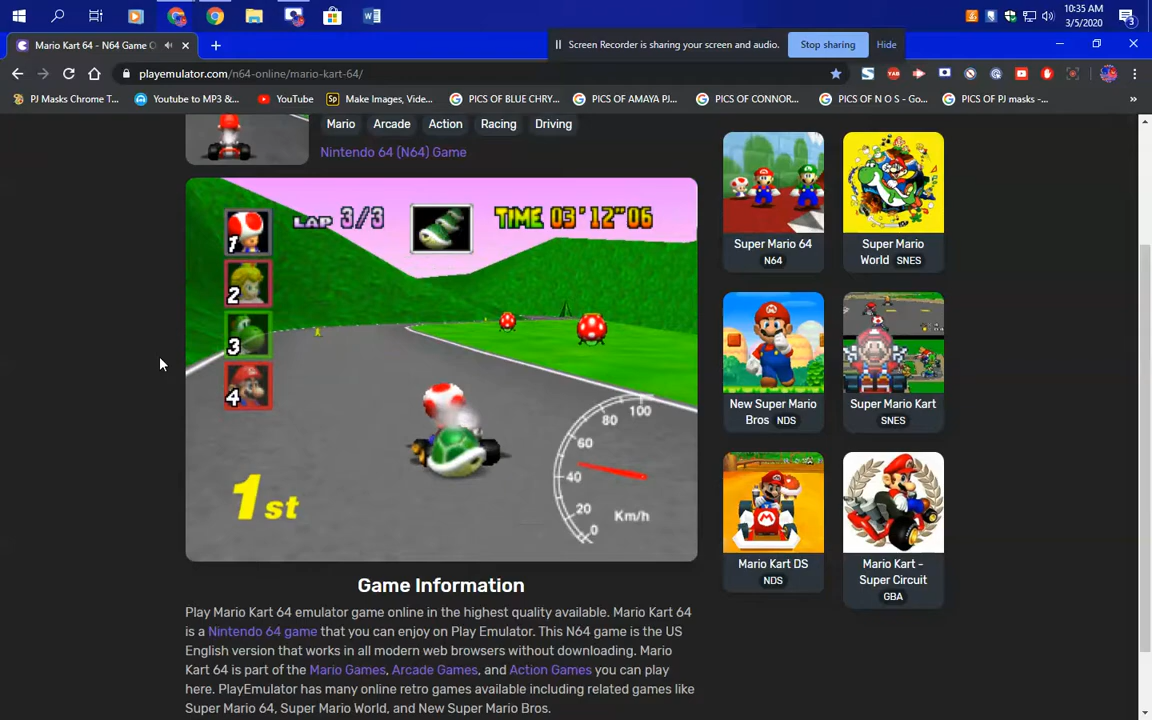 10:35 AM
3/5/2020
3
Mario Kart 64 - N64 Game O
Screen Recorder is sharing your screen and audio.
Stop sharing
Hide
playemulator.com/n64-online/mario-kart-64/
PJ Masks Chrome T...
Youtube to MP3 &...
YouTube
Make Images, Vide...
PICS OF BLUE CHRY...
PICS OF AMAYA PJ...
PICS OF CONNOR...
PICS OF N O S - Go...
PICS OF PJ masks -...
Mario
Arcade
Action
Racing
Driving
Nintendo 64 (N64) Game
LAP 3/3
TIME 03'12"06
1
2
3
4
1st
100
80
60
40
20
0
Km/h
Super Mario 64
N64
Super Mario
World SNES
New Super Mario
Bros NDS
Super Mario Kart
SNES
Mario Kart DS
NDS
Mario Kart -
Super Circuit
GBA
Game Information
Play Mario Kart 64 emulator game online in the highest quality available. Mario Kart 64
is a Nintendo 64 game that you can enjoy on Play Emulator. This N64 game is the US
English version that works in all modern web browsers without downloading. Mario
Kart 64 is part of the Mario Games, Arcade Games, and Action Games you can play
here. PlayEmulator has many online retro games available including related games like
Super Mario 64, Super Mario World, and New Super Mario Bros.